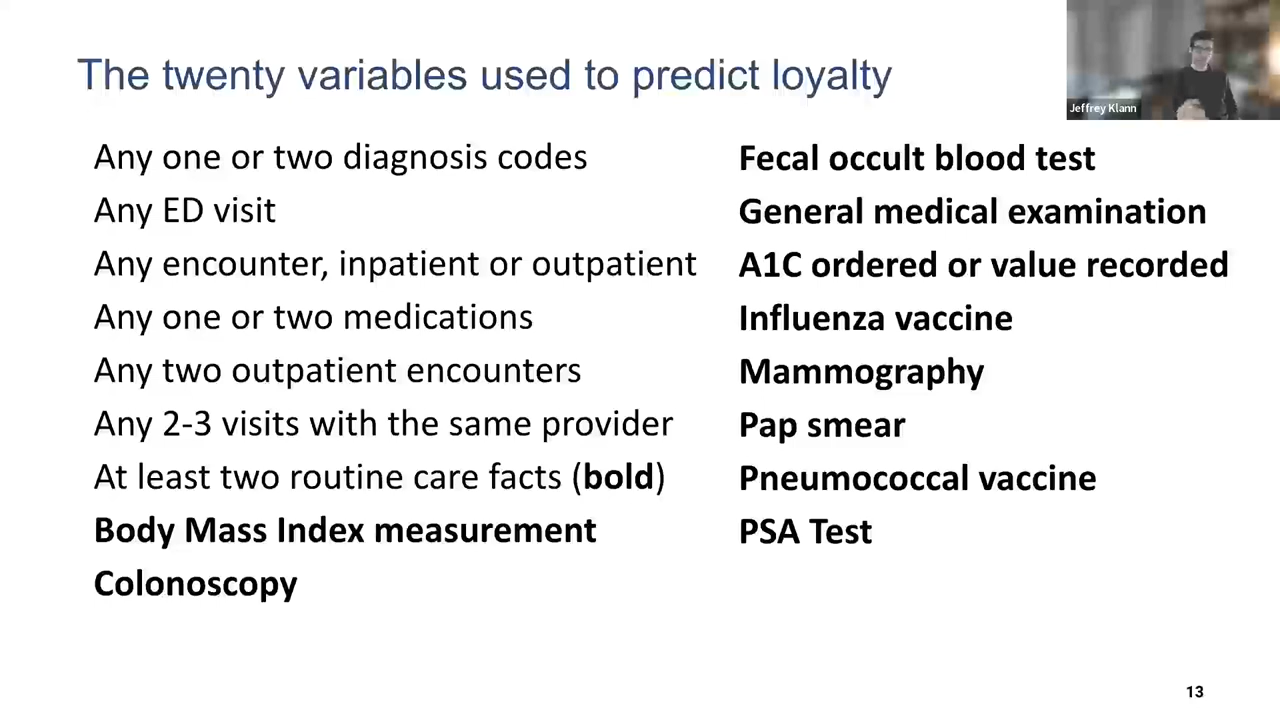 The twenty variables used to predict loyalty
Jeffrey Klann
Any one or two diagnosis codes
Any ED visit
Any encounter, inpatient or outpatient
Any one or two medications
Any two outpatient encounters
Any 2-3 visits with the same provider
At least two routine care facts (bold)
Body Mass Index measurement
Colonoscopy
Fecal occult blood test
General medical examination
A1C ordered or value recorded
Influenza vaccine
Mammography
Pap smear
Pneumococcal vaccine
PSA Test
13